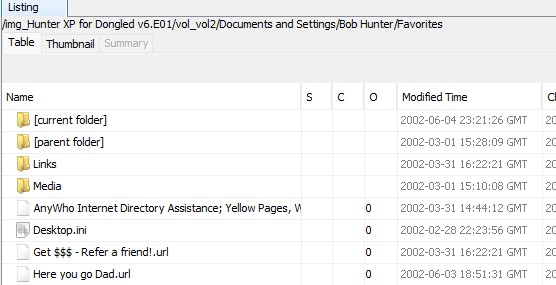 Listing
/img_Hunter XP for Dongled v6.E01/vol_vol2/Documents and Settings/Bob Hunter/Favorites
Table Thumbnail Summary
Name S C O Modified Time
[current folder] 2002-06-04 23:21:26 GMT
[parent folder] 2002-03-01 15:28:09 GMT
Links 2002-03-31 16:22:21 GMT
Media 2002-03-01 15:10:08 GMT
AnyWho Internet Directory Assistance; Yellow Pages, 0 2002-03-31 14:44:12 GMT
Desktop.ini 0 2002-02-28 22:23:56 GMT
Get $$$ - Refer a friend!.url 0 2002-03-31 16:22:21 GMT
Here you go Dad.url 0 2002-06-03 18:51:31 GMT